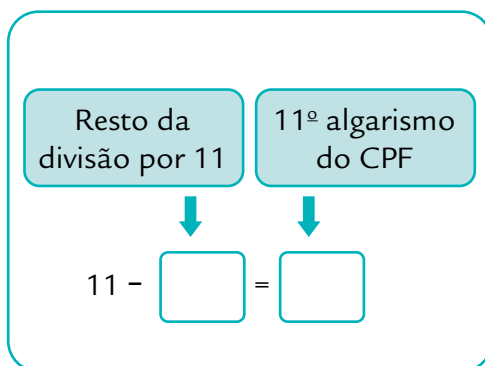 Resto da
divisão por 11
11º algarismo
do CPF
11 - =